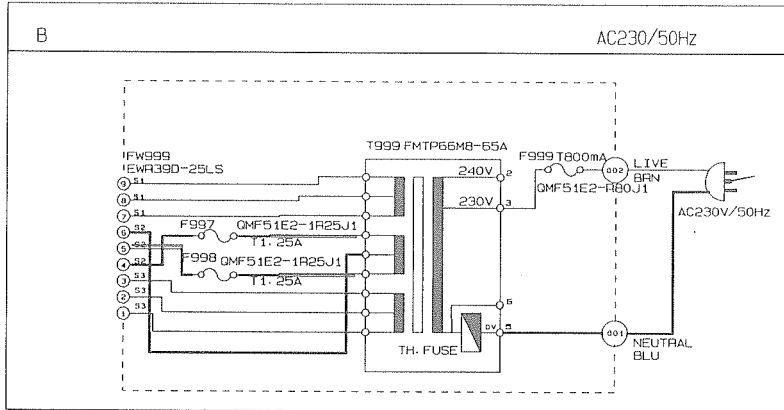 B
AC230/50Hz
T999 FMTP66M8-65A
FW999
EWR39D-25LS
F999 T800mA
002
LIVE
BRN
240V
2
QMF51E2-R80J1
230V
3
AC230V/50Hz
9 S1
8 S1
7 S1
6 S2
5 S2
4 S2
3 S3
2 S3
1 S3
F997 QMF51E2-1R25J1
T1.25A
F998 QMF51E2-1R25J1
T1.25A
6
0V
5
TH. FUSE
001
NEUTRAL
BLU